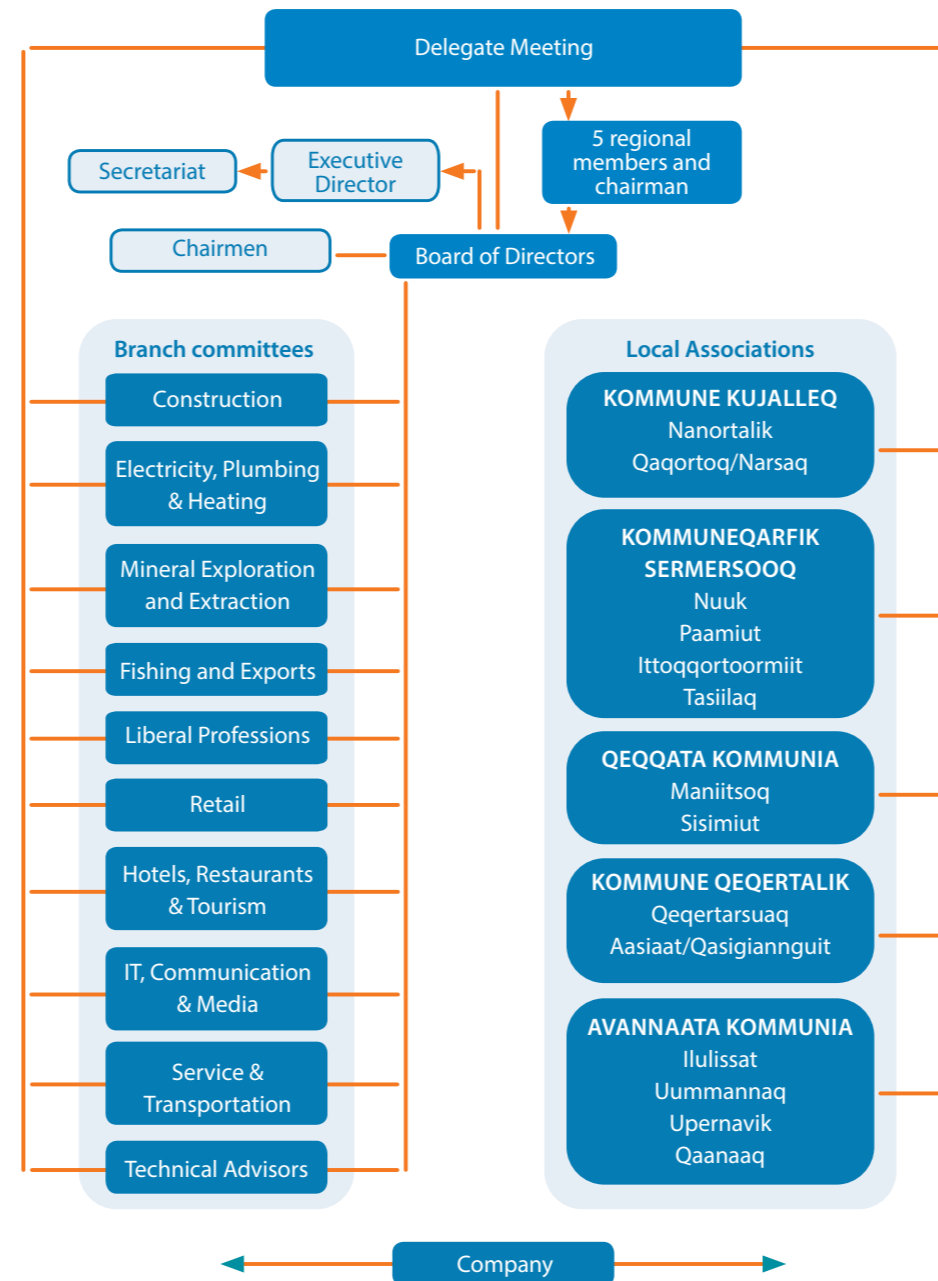 Delegate Meeting
5 regional
members and
chairman
Secretariat
Executive
Director
Chairmen
Board of Directors
Branch committees
Construction
Electricity, Plumbing
& Heating
Mineral Exploration
and Extraction
Fishing and Exports
Liberal Professions
Retail
Hotels, Restaurants
& Tourism
IT, Communication
& Media
Service &
Transportation
Technical Advisors
Local Associations
KOMMUNE KUJALLEQ
Nanortalik
Qaqortoq/Narsaq
KOMMUNEQARFIK
SERMERSOOQ
Nuuk
Paamiut
Ittoqqortoormiit
Tasiilaq
QEQQATA KOMMUNIA
Maniitsoq
Sisimiut
KOMMUNE QEQERTALIK
Qeqertarsuaq
Aasiaat/Qasigiannguit
AVANNAATA KOMMUNIA
Ilulissat
Uummannaq
Upernavik
Qaanaaq
Company